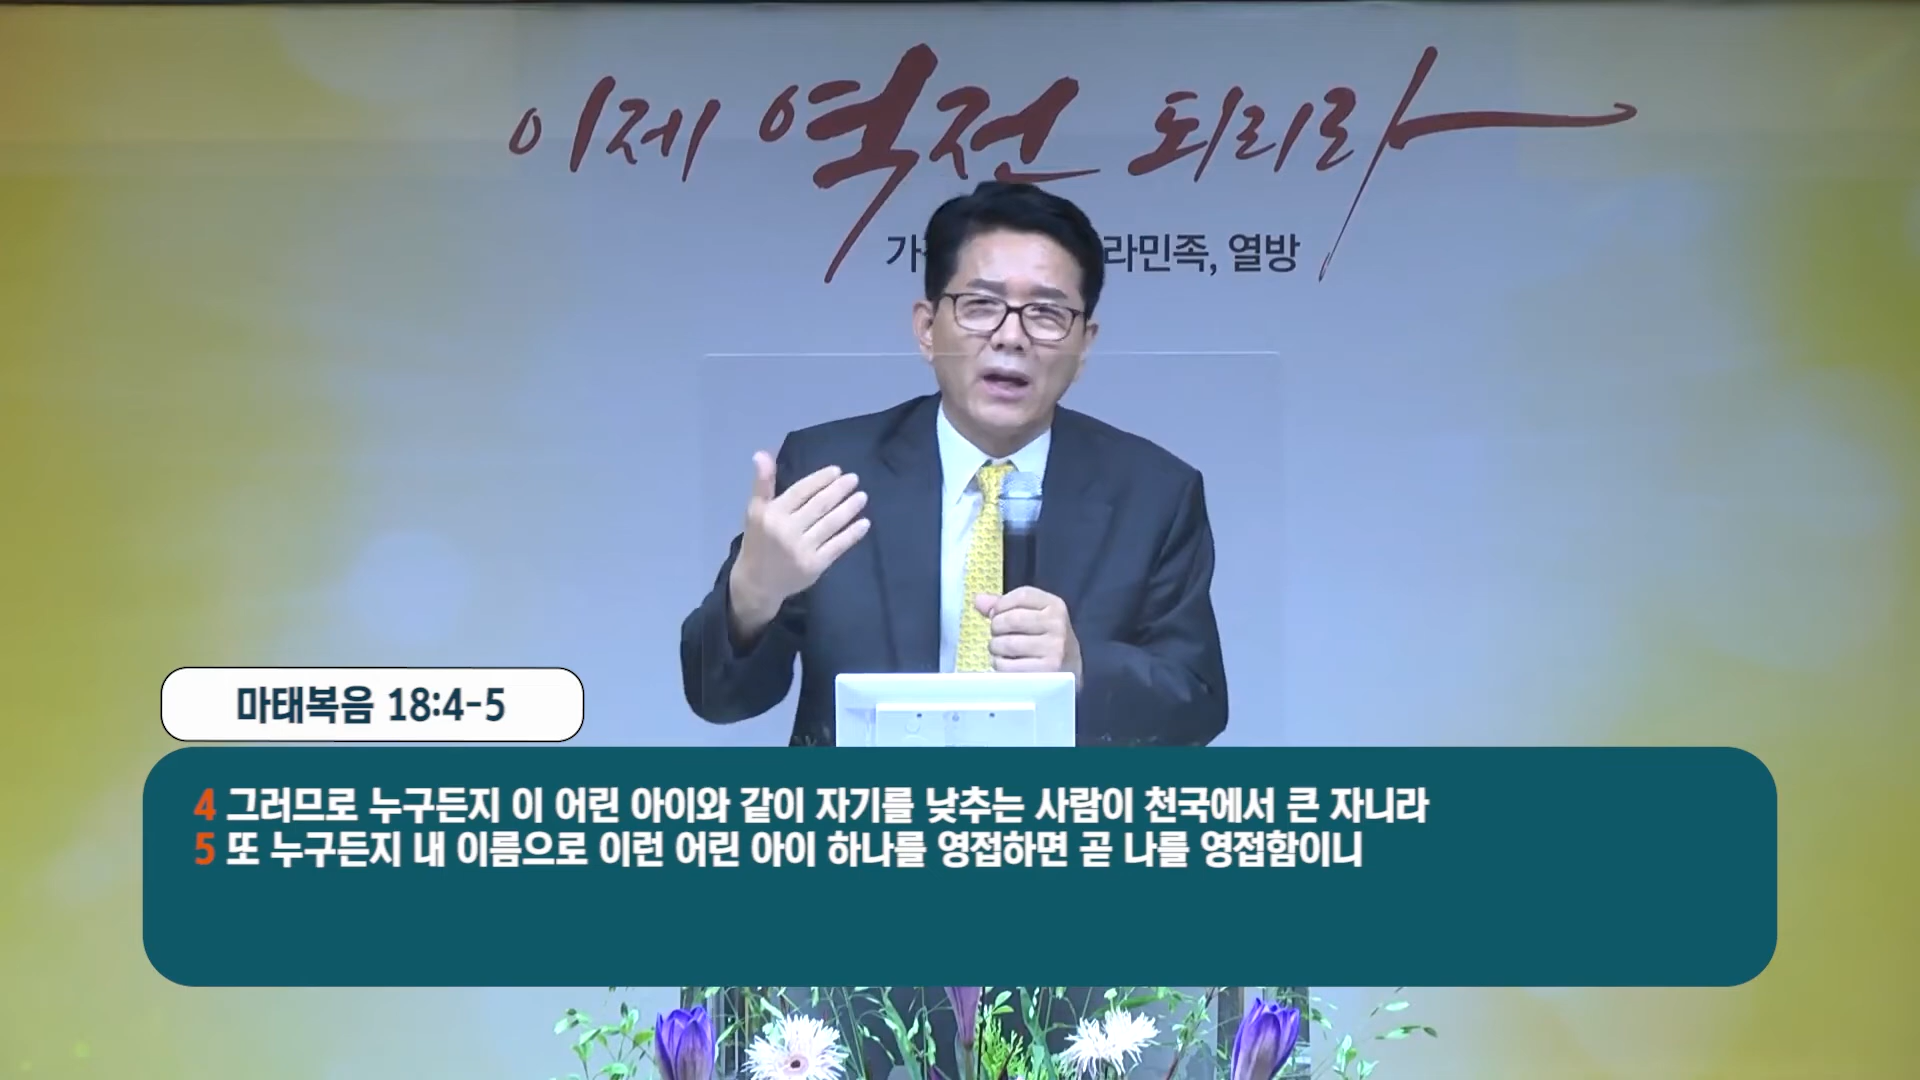 이제 역전 되리라
라민족, 열방
마태복음 18:4-5
4 그러므로 누구든지 이 어린 아이와 같이 자기를 낮추는 사람이 천국에서 큰 자니라
5 또 누구든지 내 이름으로 이런 어린 아이 하나를 영접하면 곧 나를 영접함이니